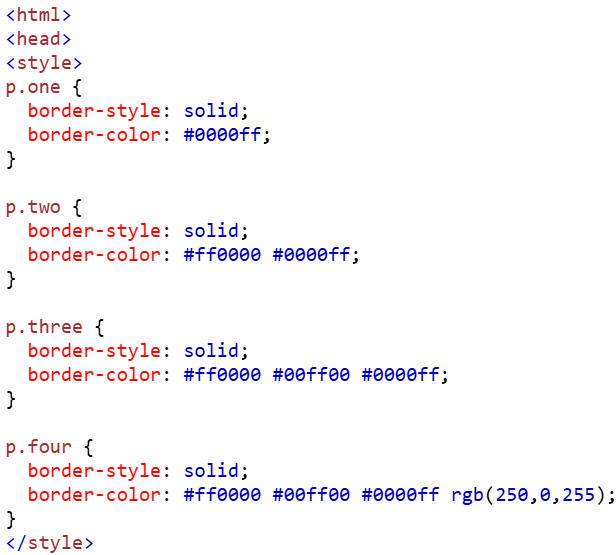 <html>
<head>
<style>
p.one {
  border-style: solid;
  border-color: #0000ff;
}

p.two {
  border-style: solid;
  border-color: #ff0000 #0000ff;
}

p.three {
  border-style: solid;
  border-color: #ff0000 #00ff00 #0000ff;
}

p.four {
  border-style: solid;
  border-color: #ff0000 #00ff00 #0000ff rgb(250,0,255);
}
</style>